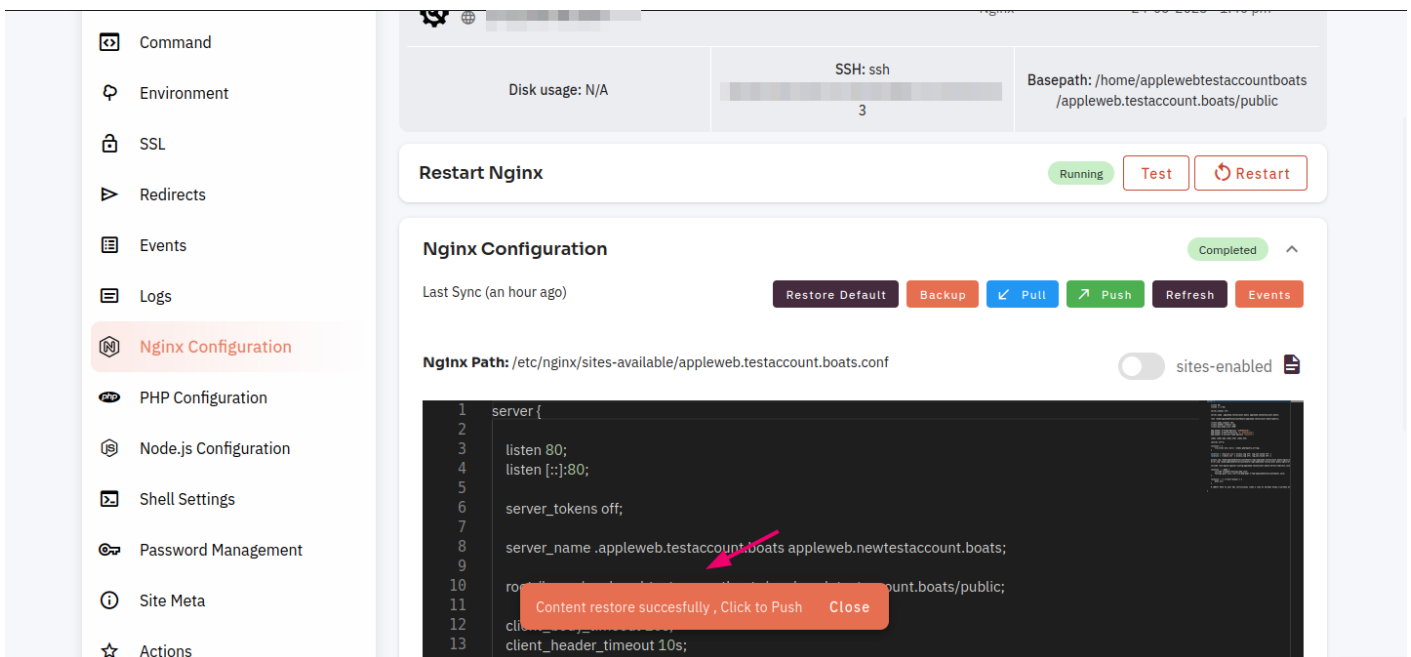 Command
Environment
SSL
Redirects
Events
Logs
Nginx Configuration
PHP Configuration
Node.js Configuration
Shell Settings
Password Management
Site Meta
Actions
Disk usage: N/A
SSH: ssh
3
Basepath: /home/applewebtestaccountboats
/appleweb.testaccount.boats/public
Restart Nginx
Running
Test
Restart
Nginx Configuration
Completed
Last Sync (an hour ago)
Restore Default
Backup
Pull
Push
Refresh
Events
Nginx Path: /etc/nginx/sites-available/appleweb.testaccount.boats.conf
sites-enabled
1 server {
2
3 listen 80;
4 listen [::]:80;
5
6 server_tokens off;
7
8 server_name .appleweb.testaccount.boats appleweb.newtestaccount.boats;
9
10
11
12
13 client_header_timeout 10s;
Content restore succesfully , Click to Push
Close